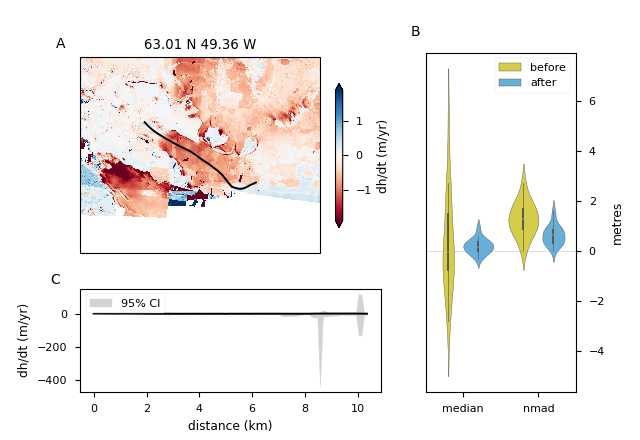 A
63.01 N 49.36 W
1
0
−1
dh/dt (m/yr)
B
before
after
6
4
2
0
−2
−4
metres
median
nmad
C
95% CI
0
−200
−400
dh/dt (m/yr)
0
2
4
6
8
10
distance (km)